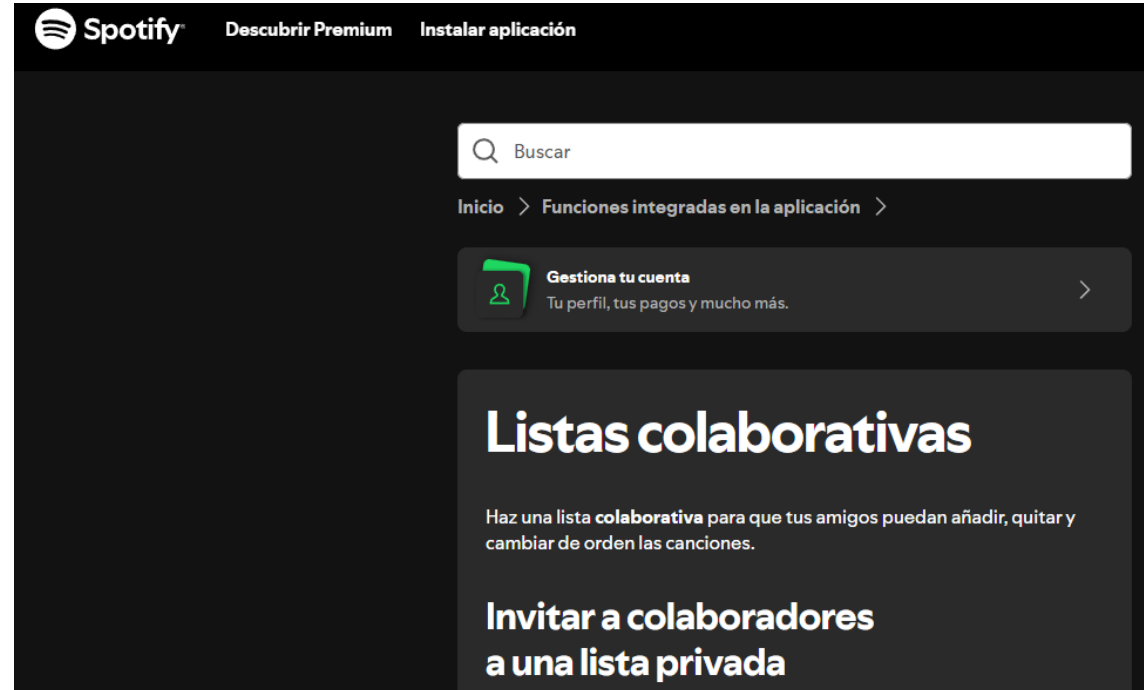 Spotify
Descubrir Premium
Instalar aplicación
Buscar
Inicio > Funciones integradas en la aplicación >
Gestiona tu cuenta
Tu perfil, tus pagos y mucho más.
Listas colaborativas
Haz una lista colaborativa para que tus amigos puedan añadir, quitar y
cambiar de orden las canciones.
Invitar a colaboradores
a una lista privada